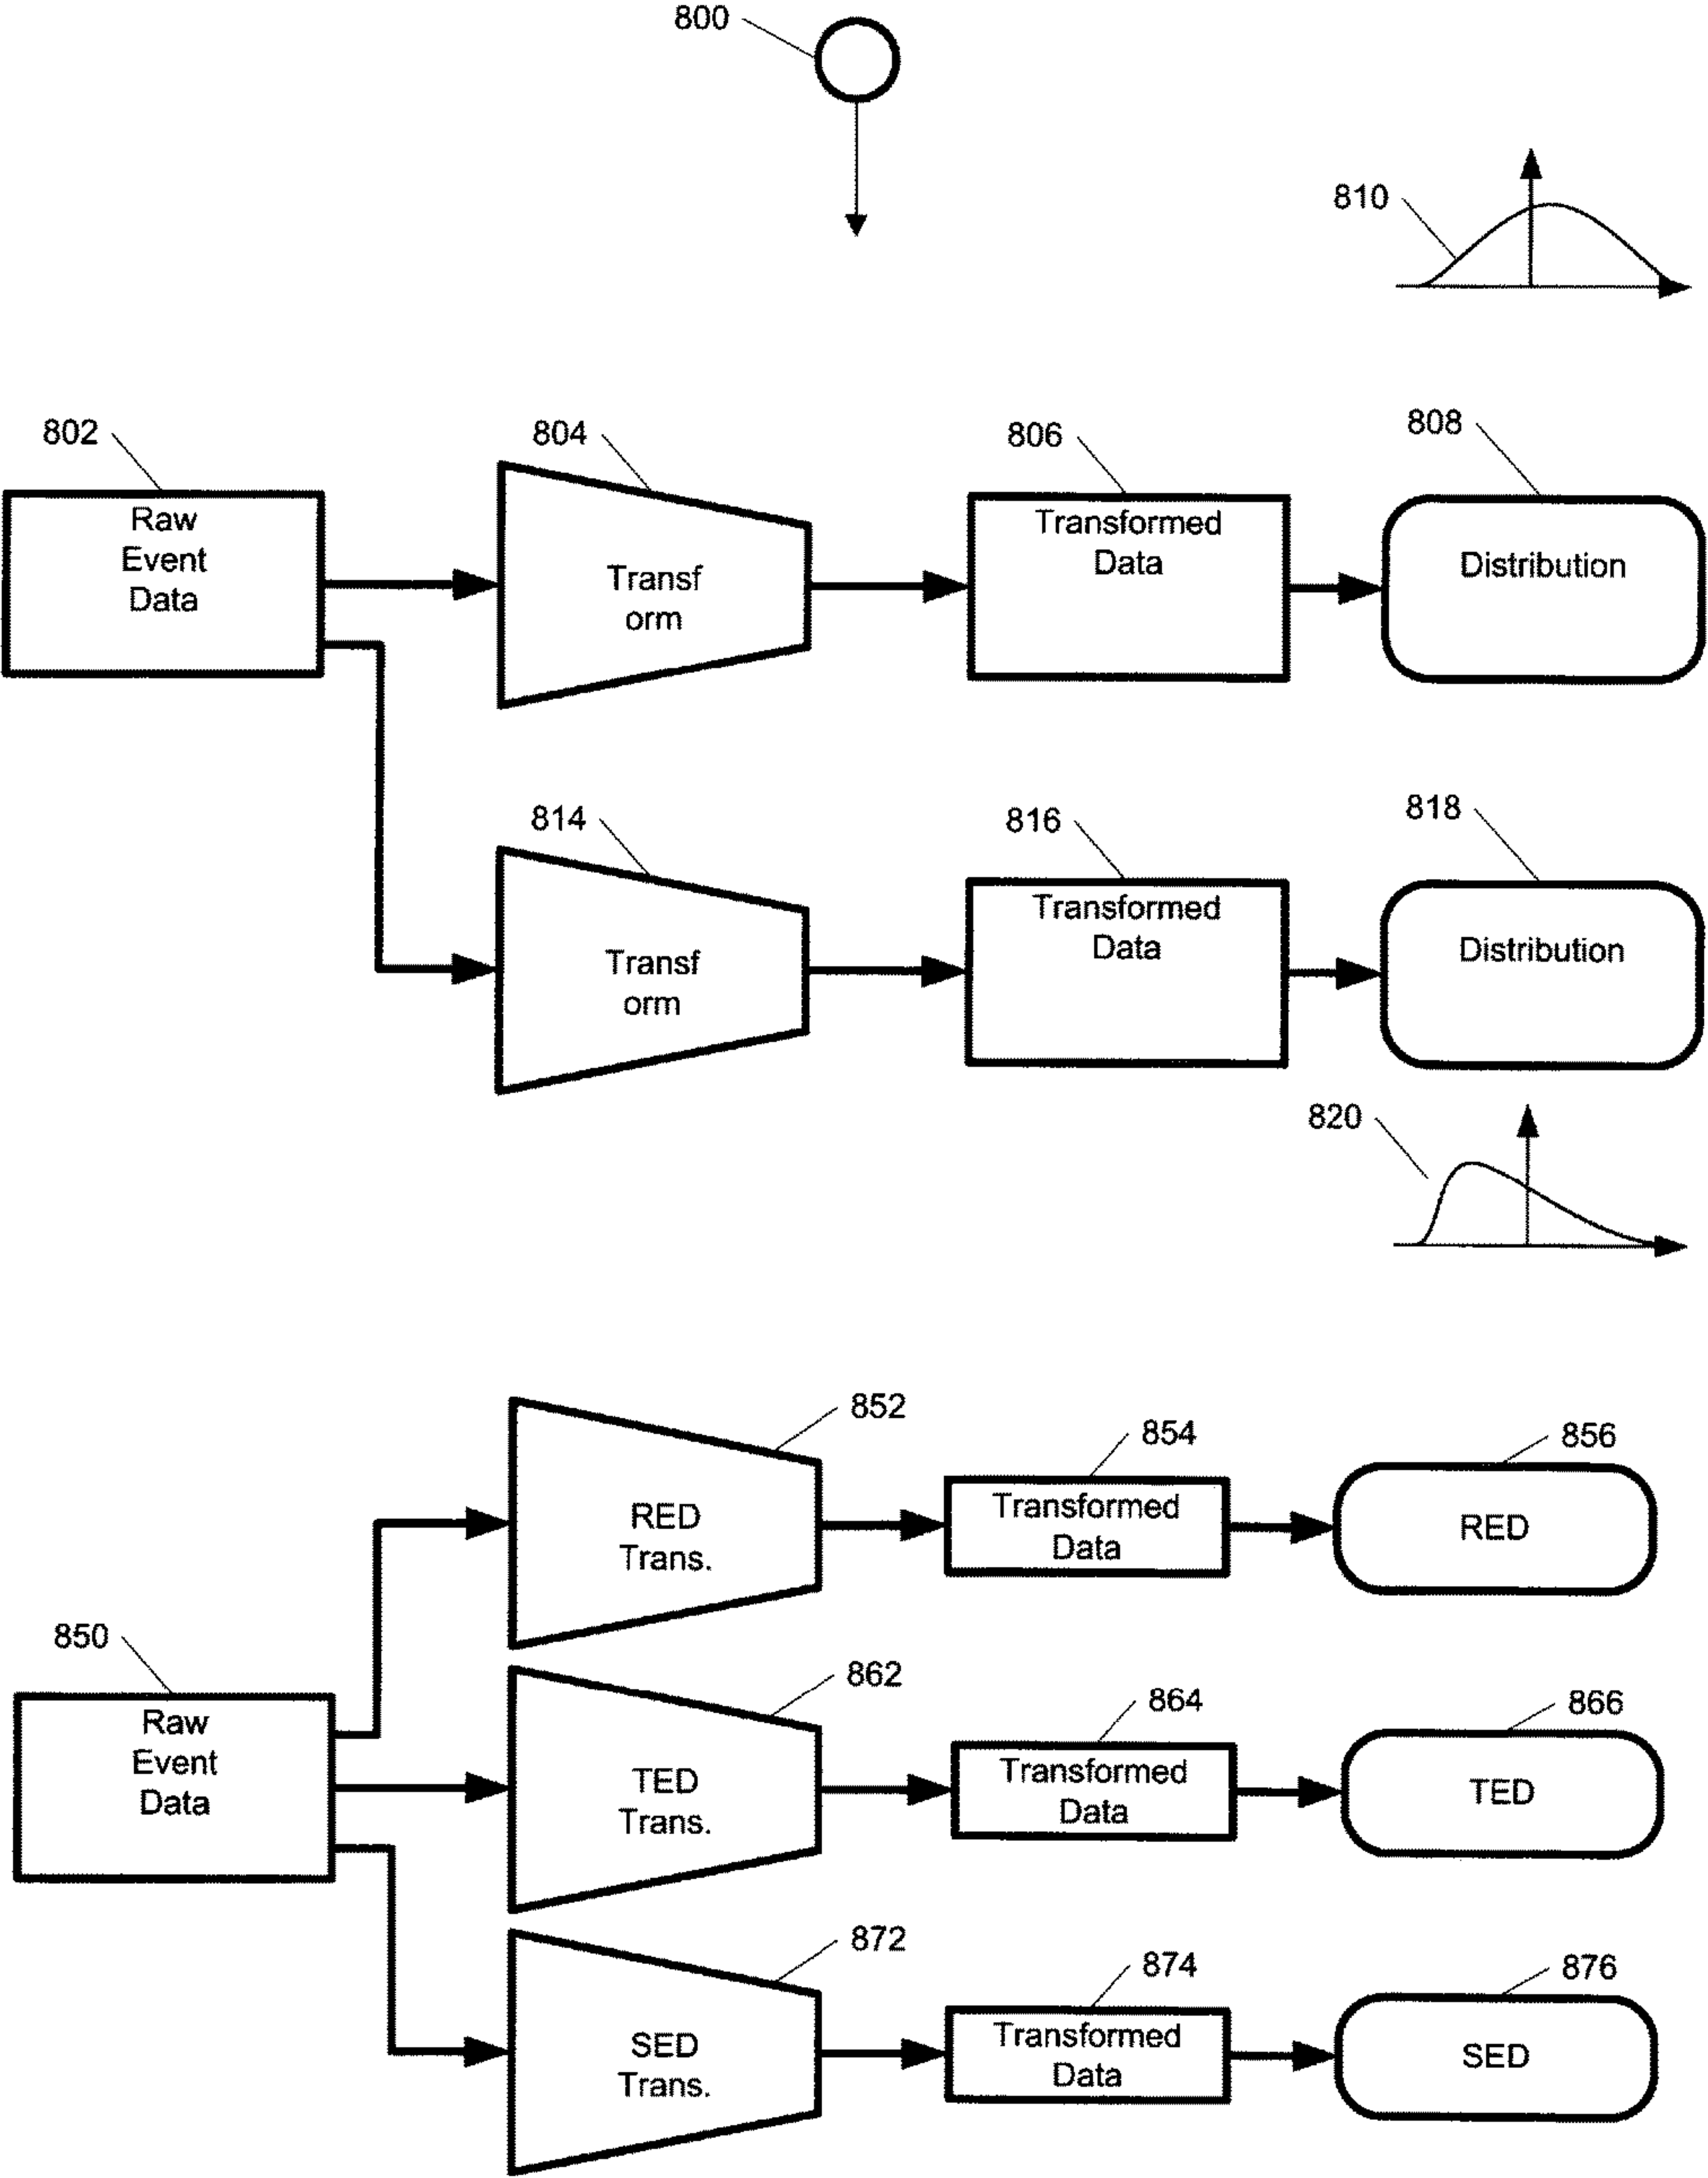 800
810
802
804
806
808
Raw
Event
Data
Transf
orm
Transformed
Data
Distribution
814
816
818
Transf
orm
Transformed
Data
Distribution
820
852
854
856
RED
Trans.
Transformed
Data
RED
850
Raw
Event
Data
862
864
866
TED
Trans.
Transformed
Data
TED
872
874
876
SED
Trans.
Transformed
Data
SED